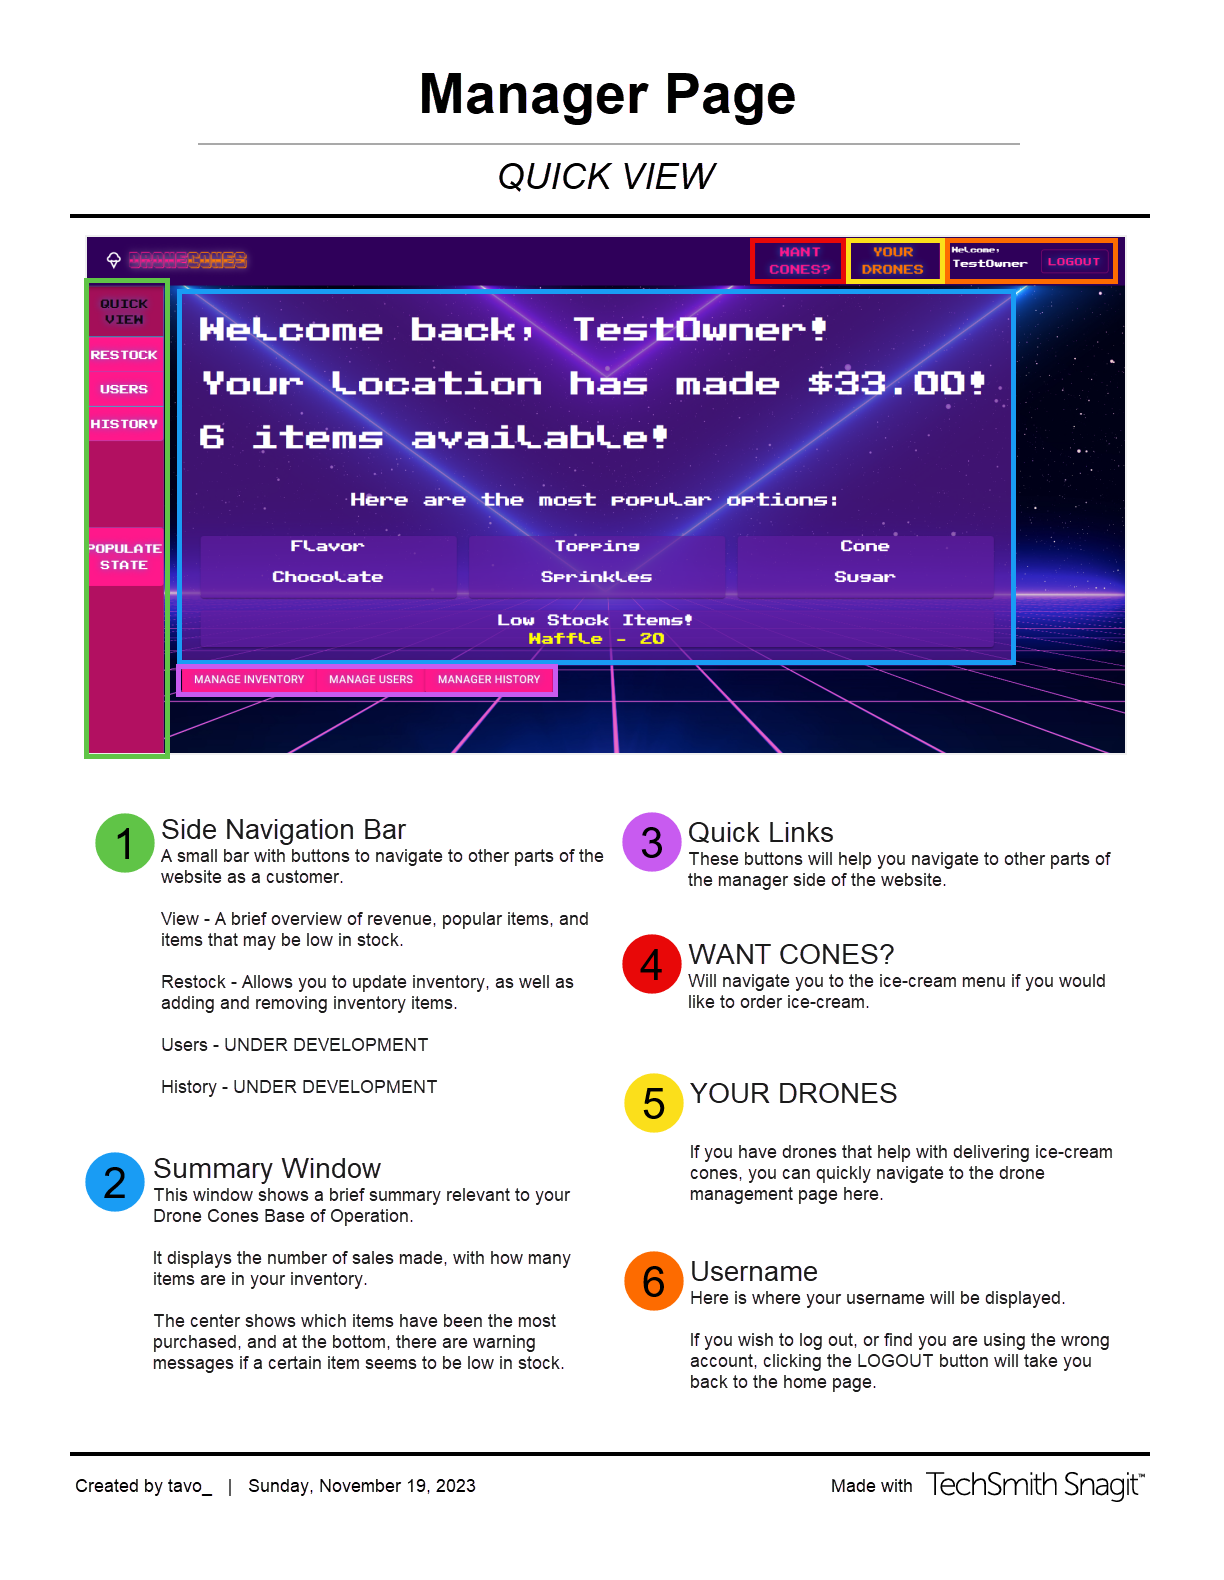 Manager Page
QUICK VIEW
DRONECONES
WANT
CONES?
YOUR
DRONES
Welcome,
TestOwner
LOGOUT
QUICK
VIEW
RESTOCK
USERS
HISTORY
POPULATE
STATE
Welcome back, TestOwner!
Your Location has made $33.00!
6 items available!
Here are the most popular options:
Flavor
Chocolate
Topping
Sprinkles
Cone
Sugar
Low Stock Items!
Waffle - 20
MANAGE INVENTORY MANAGE USERS MANAGER HISTORY
1
Side Navigation Bar
A small bar with buttons to navigate to other parts of the
website as a customer.
View - A brief overview of revenue, popular items, and
items that may be low in stock.
Restock - Allows you to update inventory, as well as
adding and removing inventory items.
Users - UNDER DEVELOPMENT
History - UNDER DEVELOPMENT
2
Summary Window
This window shows a brief summary relevant to your
Drone Cones Base of Operation.
It displays the number of sales made, with how many
items are in your inventory.
The center shows which items have been the most
purchased, and at the bottom, there are warning
messages if a certain item seems to be low in stock.
3
Quick Links
These buttons will help you navigate to other parts of
the manager side of the website.
4
WANT CONES?
Will navigate you to the ice-cream menu if you would
like to order ice-cream.
5
YOUR DRONES
If you have drones that help with delivering ice-cream
cones, you can quickly navigate to the drone
management page here.
6
Username
Here is where your username will be displayed.
If you wish to log out, or find you are using the wrong
account, clicking the LOGOUT button will take you
back to the home page.
Created by tavo_ | Sunday, November 19, 2023
Made with TechSmith Snagit™